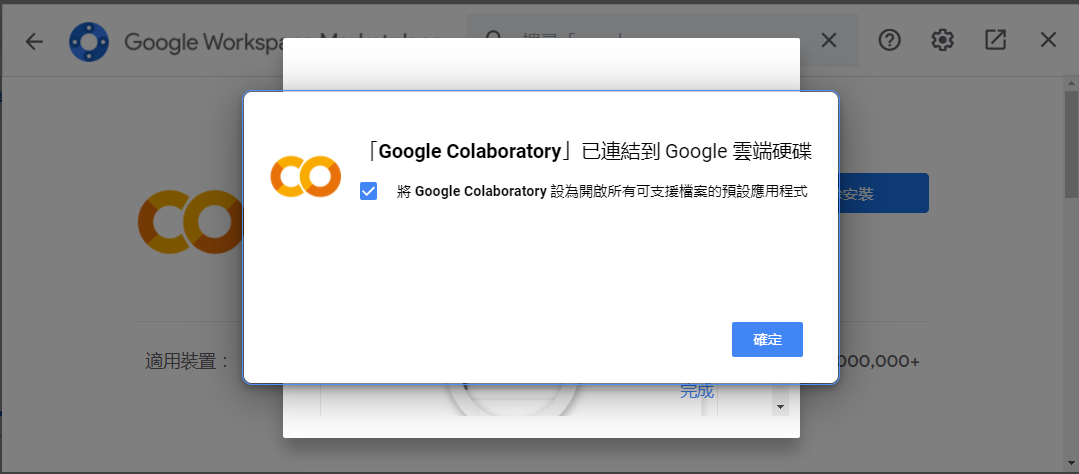 Google
「Google Colaboratory」已連結到 Google 雲端硬碟
將 Google Colaboratory 設為開啟所有可支援檔案的預設應用程式
安裝
確定
適用裝置：
000,000+
完成